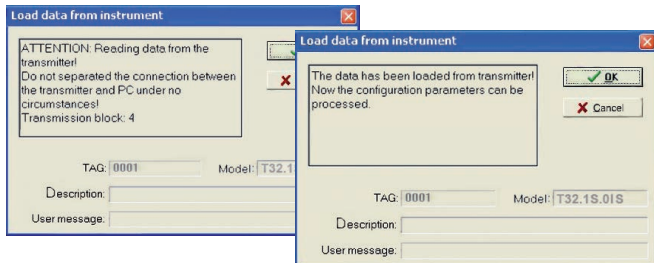 Load data from instrument
ATTENTION: Reading data from the
transmitter!
Do not separated the connection between
the transmitter and PC under no
circumstances!
Transmission block: 4
TAG: 0001 Model: T32.1
Description:
User message:
Load data from instrument
The data has been loaded from transmitter!
Now the configuration parameters can be
processed.
OK
Cancel
TAG: 0001 Model: T32.1S.0IS
Description:
User message: